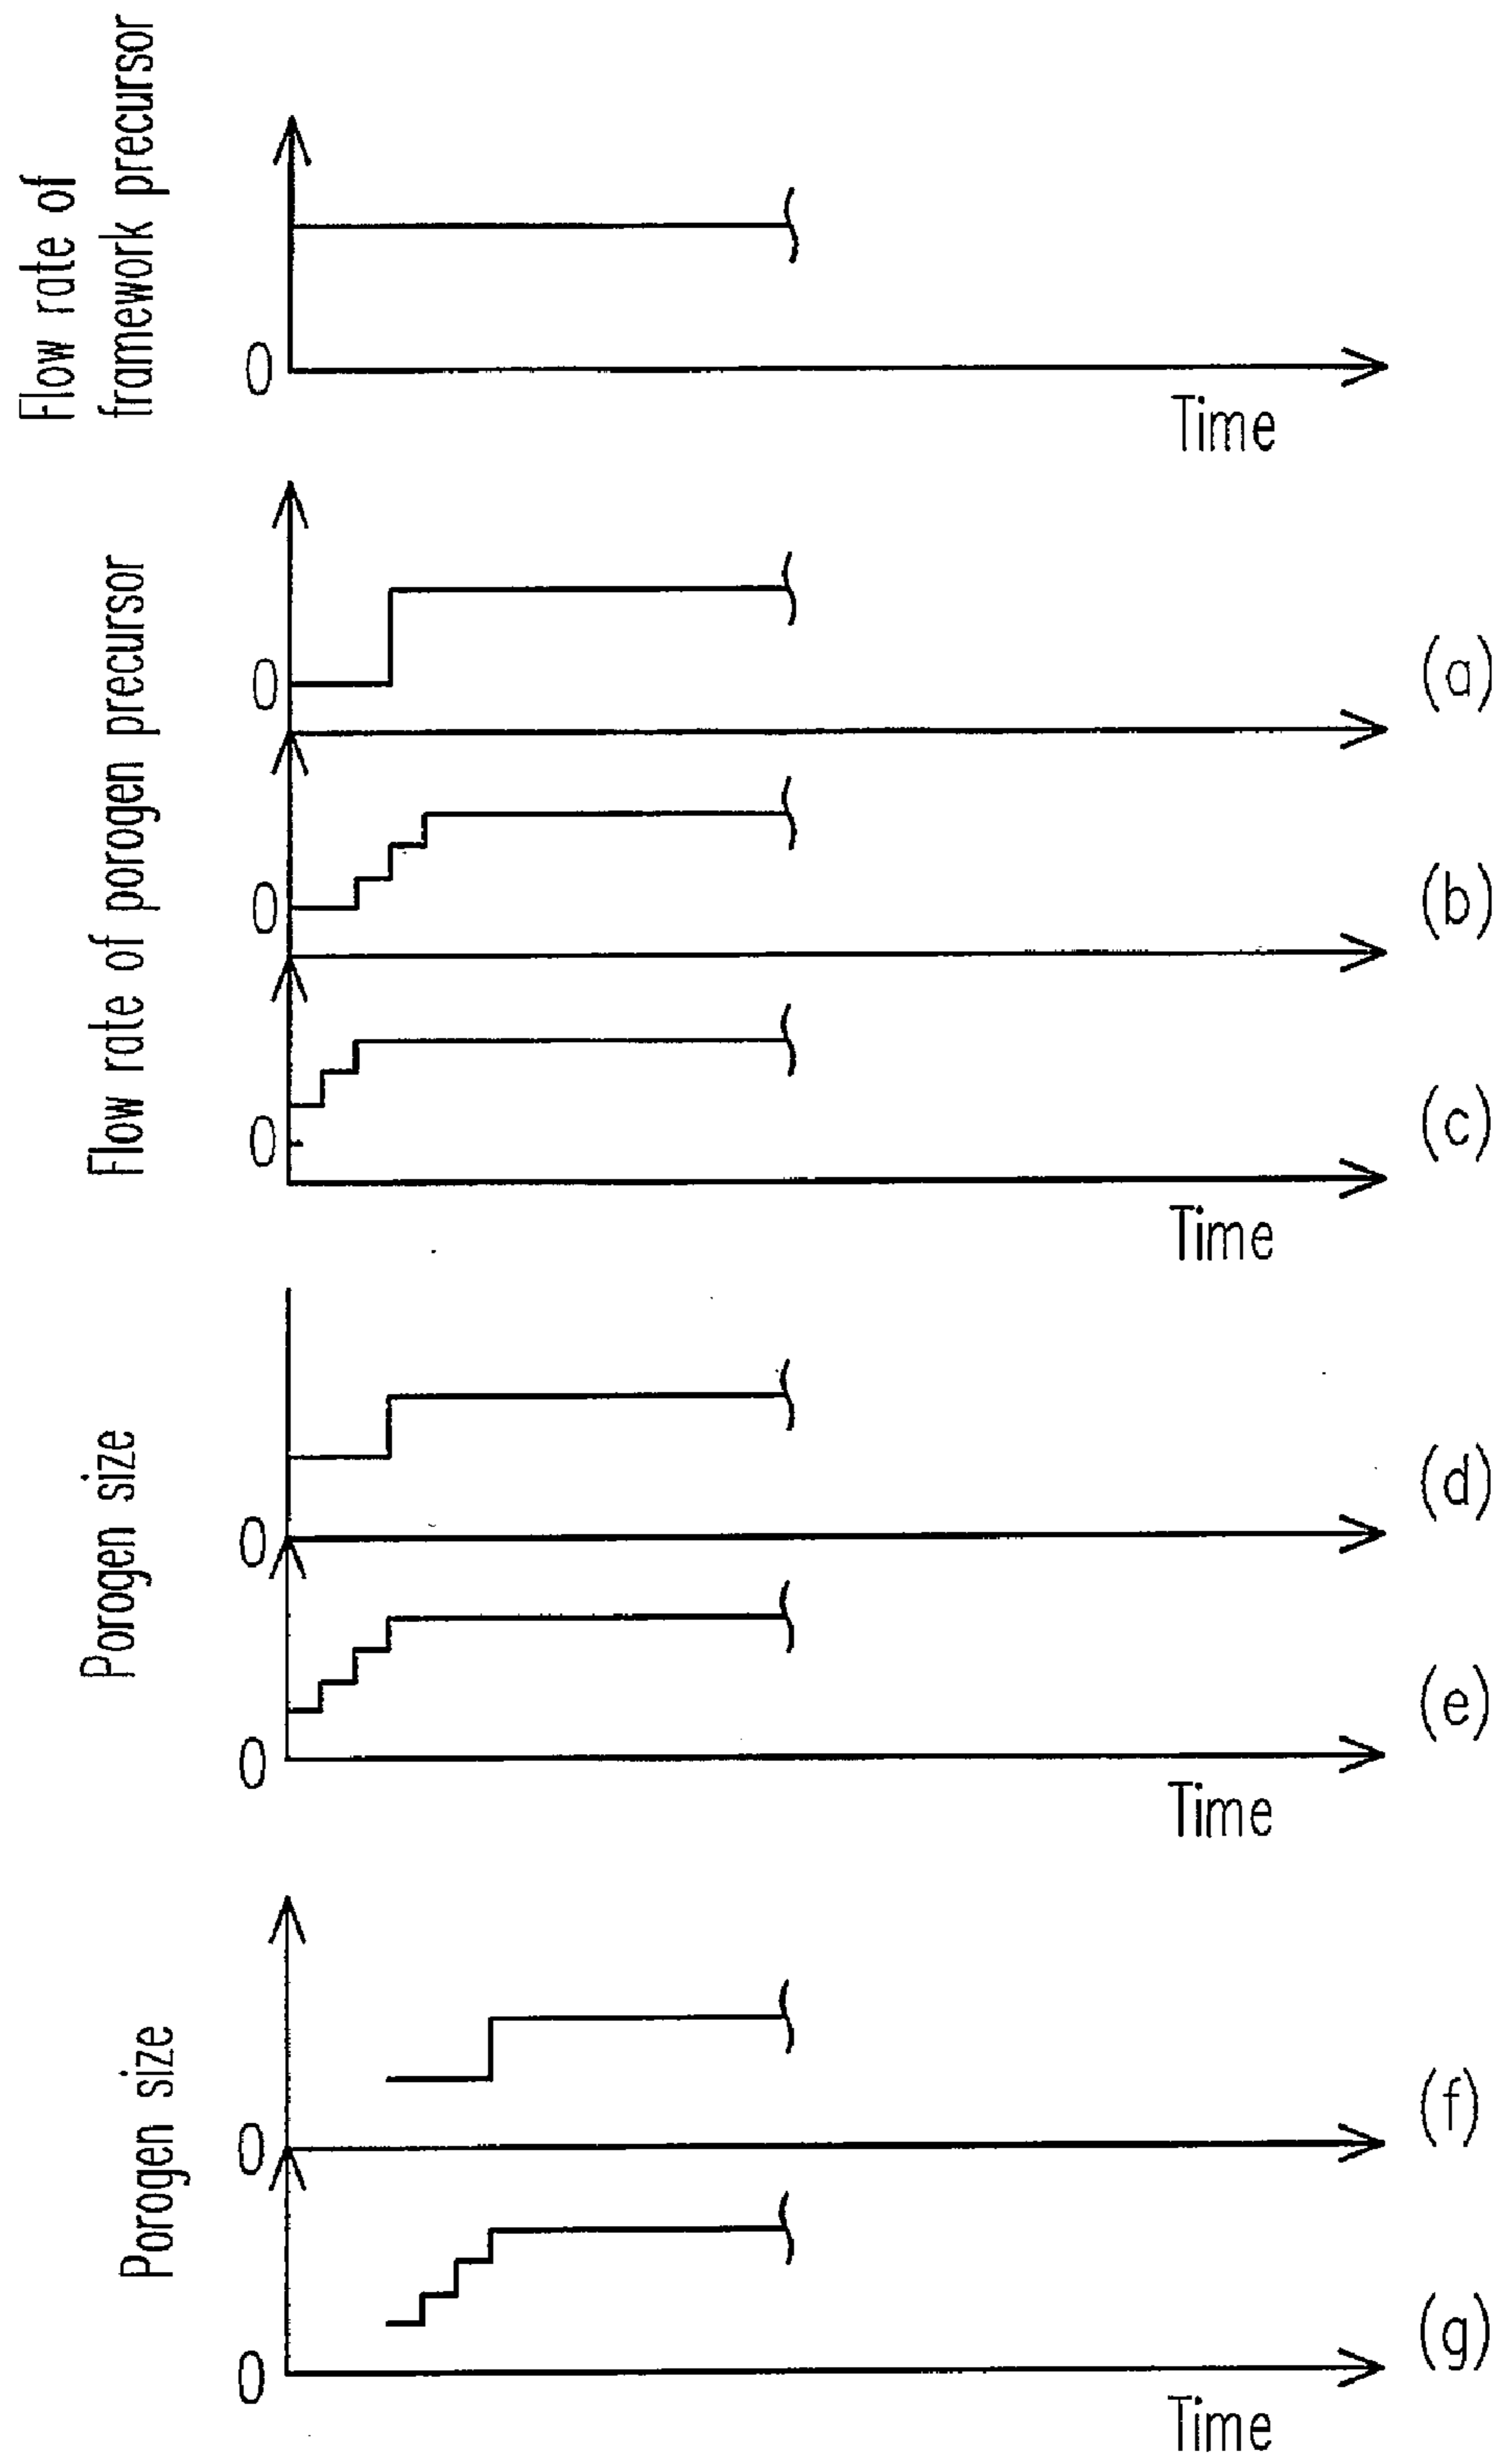 Flow rate of
framework precursor
0
Time
Flow rate of porogen precursor
0
(a)
0
(b)
0
(c)
Time
Porogen size
0
(d)
0
(e)
Time
Porogen size
0
(f)
0
(g)
Time